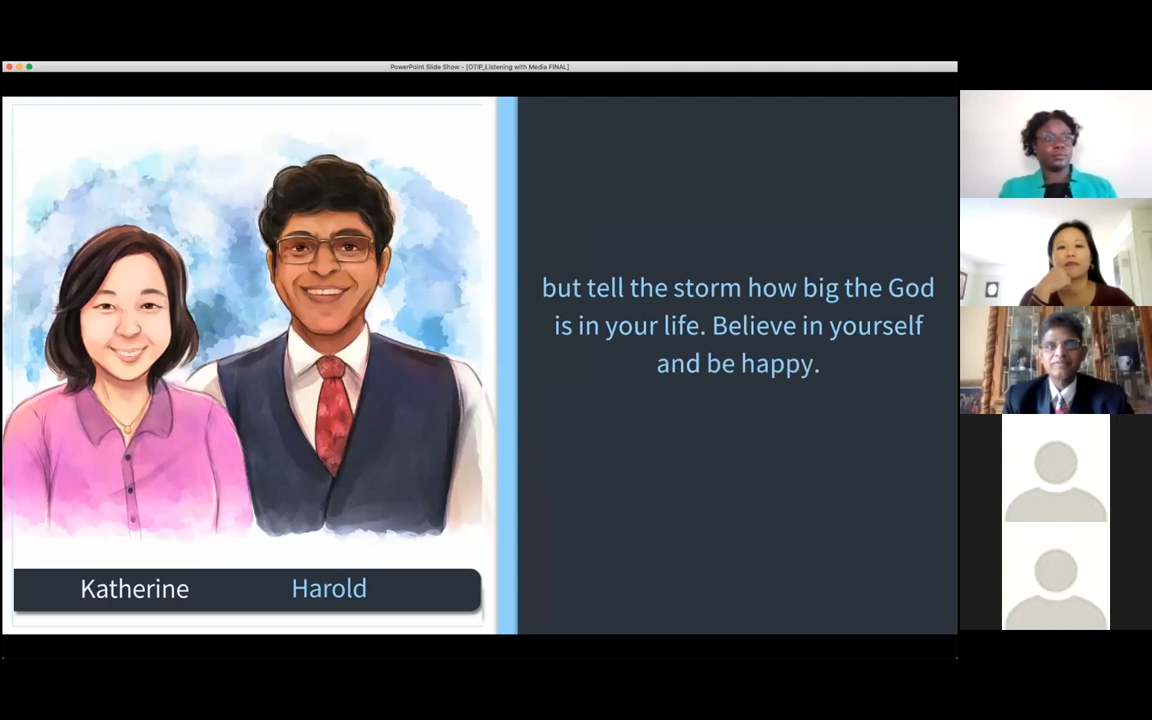 PowerPoint Slide Show - [OTIP_Listening with Media FINAL]
but tell the storm how big the God
is in your life. Believe in yourself
and be happy.
Katherine Harold